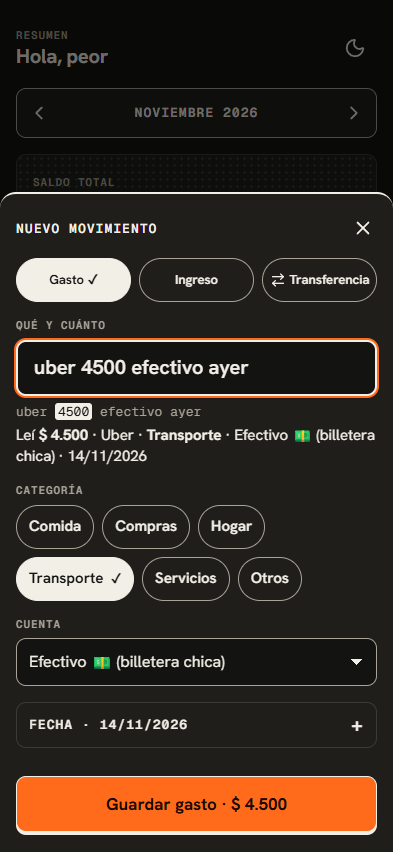 RESUMEN
Hola, peor
NOVIEMBRE 2026
SALDO TOTAL
NUEVO MOVIMIENTO
Gasto ✓ Ingreso ⇄ Transferencia
QUÉ Y CUÁNTO
uber 4500 efectivo ayer
uber 4500 efectivo ayer
Leí $ 4.500 · Uber · Transporte · Efectivo 💵 (billetera
chica) · 14/11/2026
CATEGORÍA
Comida Compras Hogar
Transporte ✓ Servicios Otros
CUENTA
Efectivo 💵 (billetera chica)
FECHA · 14/11/2026 +
Guardar gasto · $ 4.500